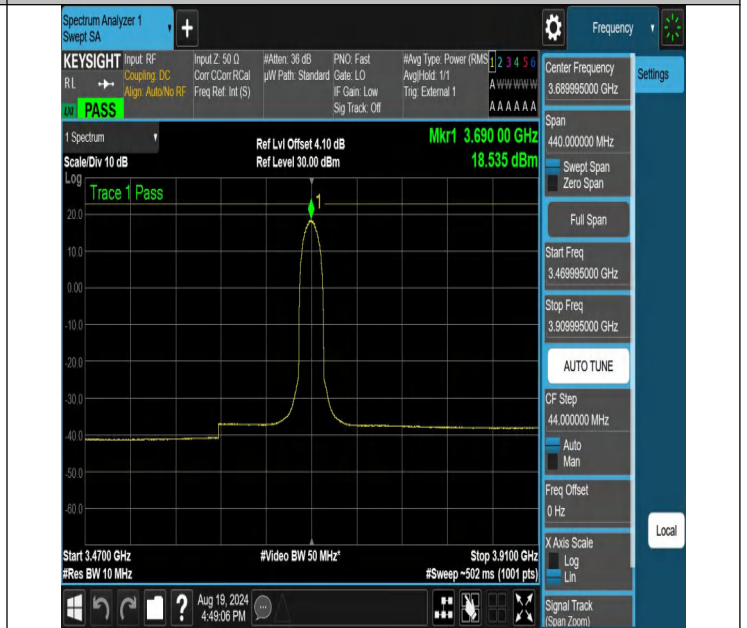 Spectrum Analyzer 1
Swept SA
+
Frequency
KEYSIGHT
RL
PASS
Input: RF
Coupling: DC
Align: Auto/No RF
Input Z: 50 Ω
Corr CCorr RCal
Freq Ref: Int (S)
#Atten: 36 dB
µW Path: Standard
PNO: Fast
Gate: LO
IF Gain: Low
Sig Track: Off
#Avg Type: Power (RMS
Avg|Hold: 1/1
Trig: External 1
1 2 3 4 5 6
A W W W W W
A A A A A A
1 Spectrum
Scale/Div 10 dB
Ref Lvl Offset 4.10 dB
Ref Level 30.00 dBm
Mkr1 3.690 00 GHz
18.535 dBm
Log
Trace 1 Pass
1
20.0
10.0
0.00
-10.0
-20.0
-30.0
-40.0
-50.0
-60.0
Start 3.4700 GHz
#Res BW 10 MHz
#Video BW 50 MHz*
Stop 3.9100 GHz
#Sweep ~502 ms (1001 pts)
?
Aug 19, 2024
4:49:06 PM
Center Frequency
3.689995000 GHz
Settings
Span
440.000000 MHz
Swept Span
Zero Span
Full Span
Start Freq
3.469995000 GHz
Stop Freq
3.909995000 GHz
AUTO TUNE
CF Step
44.000000 MHz
Auto
Man
Freq Offset
0 Hz
X Axis Scale
Log
Lin
Local
Signal Track
(Span Zoom)